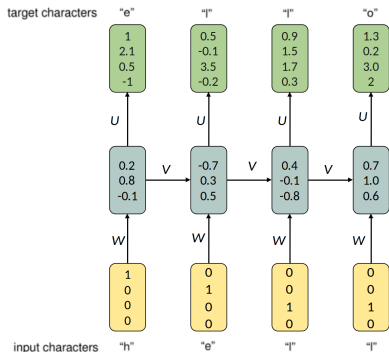 target characters "e" "l" "l" "o"
1 0.5 0.9 1.3
2.1 -0.1 1.5 0.2
0.5 3.5 1.7 3.0
-1 -0.2 0.3 2
U U U U
V V V
0.2 -0.7 0.4 0.7
0.8 0.3 -0.1 1.0
-0.1 0.5 -0.8 0.6
W W W W
1 0 0 0
0 1 0 0
0 0 1 1
0 0 0 0
input characters "h" "e" "l" "l"